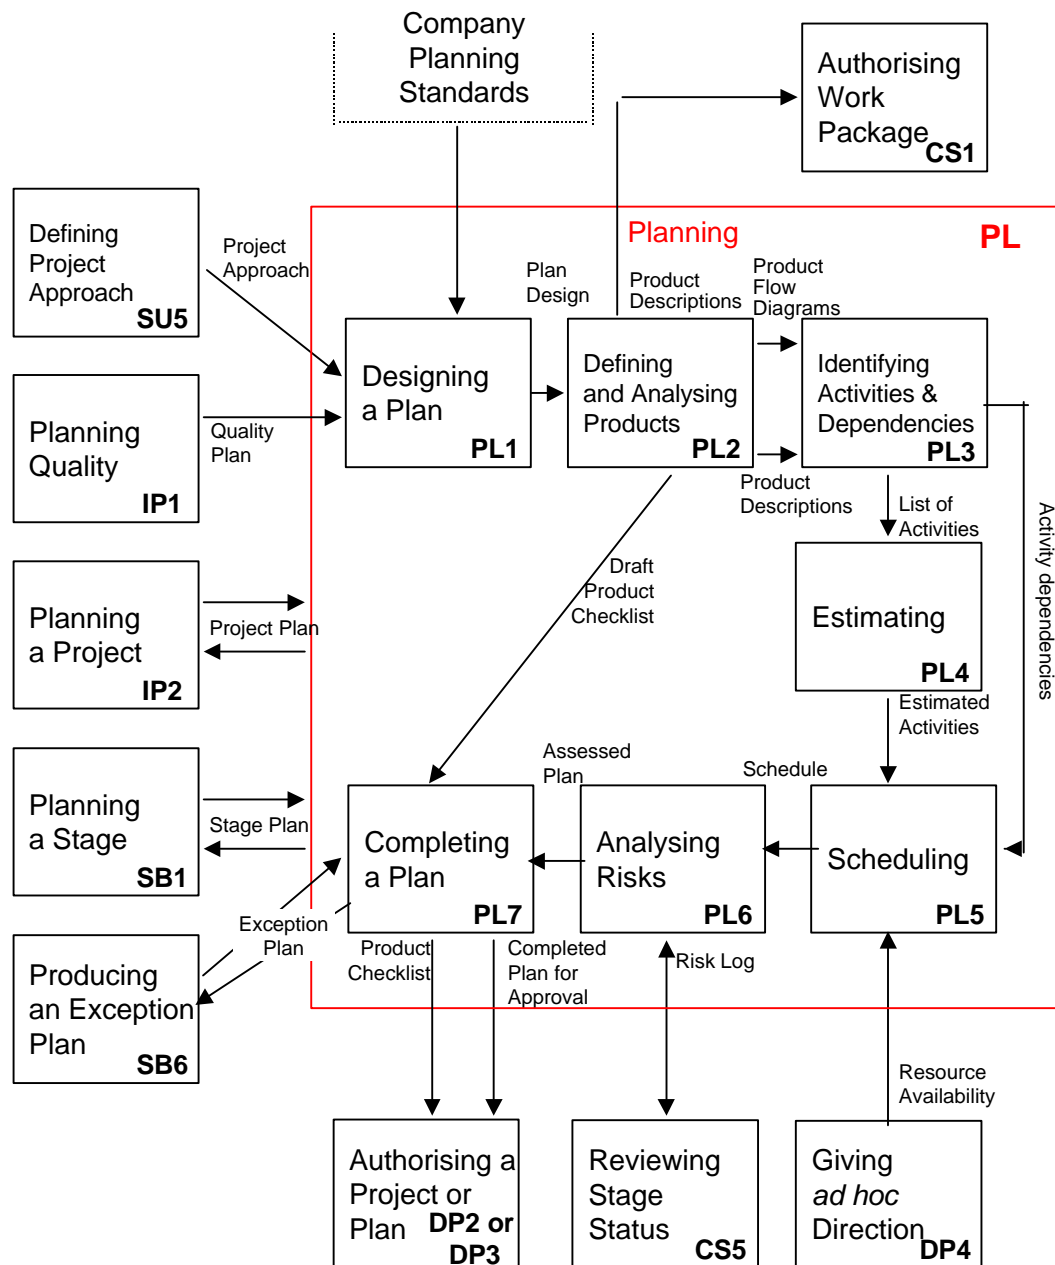 Company
Planning
Standards
Authorising
Work
Package
CS1
Defining
Project
Approach
SU5
Project
Approach
Planning
PL
Plan
Design
Product
Descriptions
Product
Flow
Diagrams
Designing
a Plan
PL1
Defining
and Analysing
Products
PL2
Identifying
Activities &
Dependencies
PL3
Planning
Quality
IP1
Quality
Plan
Product
Descriptions
List of
Activities
Activity dependencies
Draft
Product
Checklist
Planning
a Project
IP2
Project Plan
Estimating
PL4
Estimated
Activities
Assessed
Plan
Schedule
Planning
a Stage
SB1
Stage Plan
Completing
a Plan
PL7
Analysing
Risks
PL6
Scheduling
PL5
Exception
Plan
Product
Checklist
Completed
Plan for
Approval
Risk Log
Producing
an Exception
Plan
SB6
Resource
Availability
Authorising a
Project or
Plan
DP2 or
DP3
Reviewing
Stage
Status
CS5
Giving
ad hoc
Direction
DP4